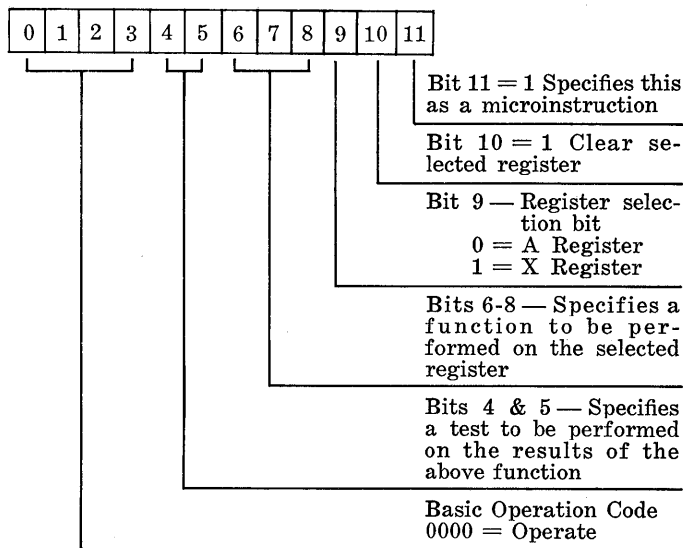 0 1 2 3 4 5 6 7 8 9 10 11
Bit 11 = 1 Specifies this
as a microinstruction
Bit 10 = 1 Clear se-
lected register
Bit 9 — Register selec-
tion bit
0 = A Register
1 = X Register
Bits 6-8 — Specifies a
function to be per-
formed on the selected
register
Bits 4 & 5 — Specifies
a test to be performed
on the results of the
above function
Basic Operation Code
0000 = Operate